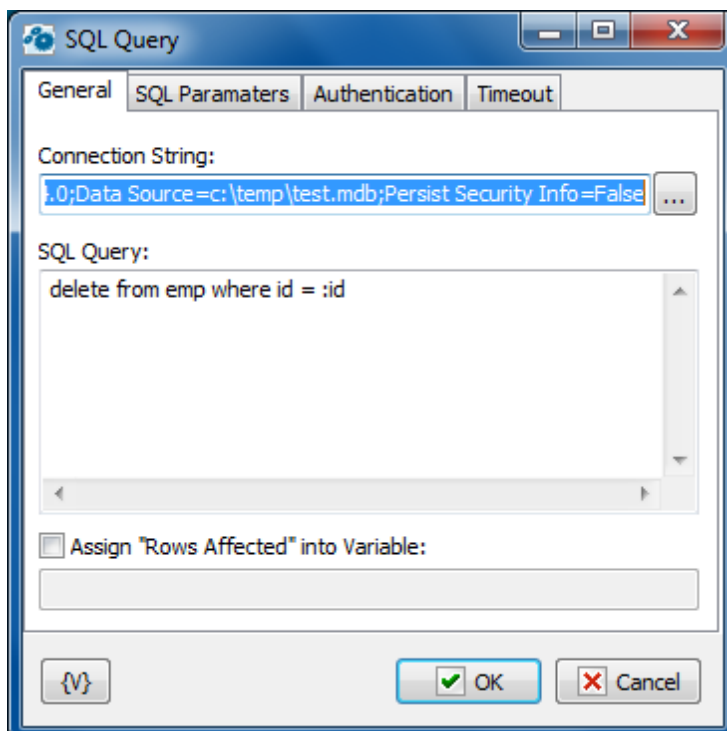 SQL Query
General SQL Paramaters Authentication Timeout
Connection String:
.0;Data Source=c:\temp\test.mdb;Persist Security Info=False ...
SQL Query:
delete from emp where id = :id
Assign "Rows Affected" into Variable:
{V} OK Cancel